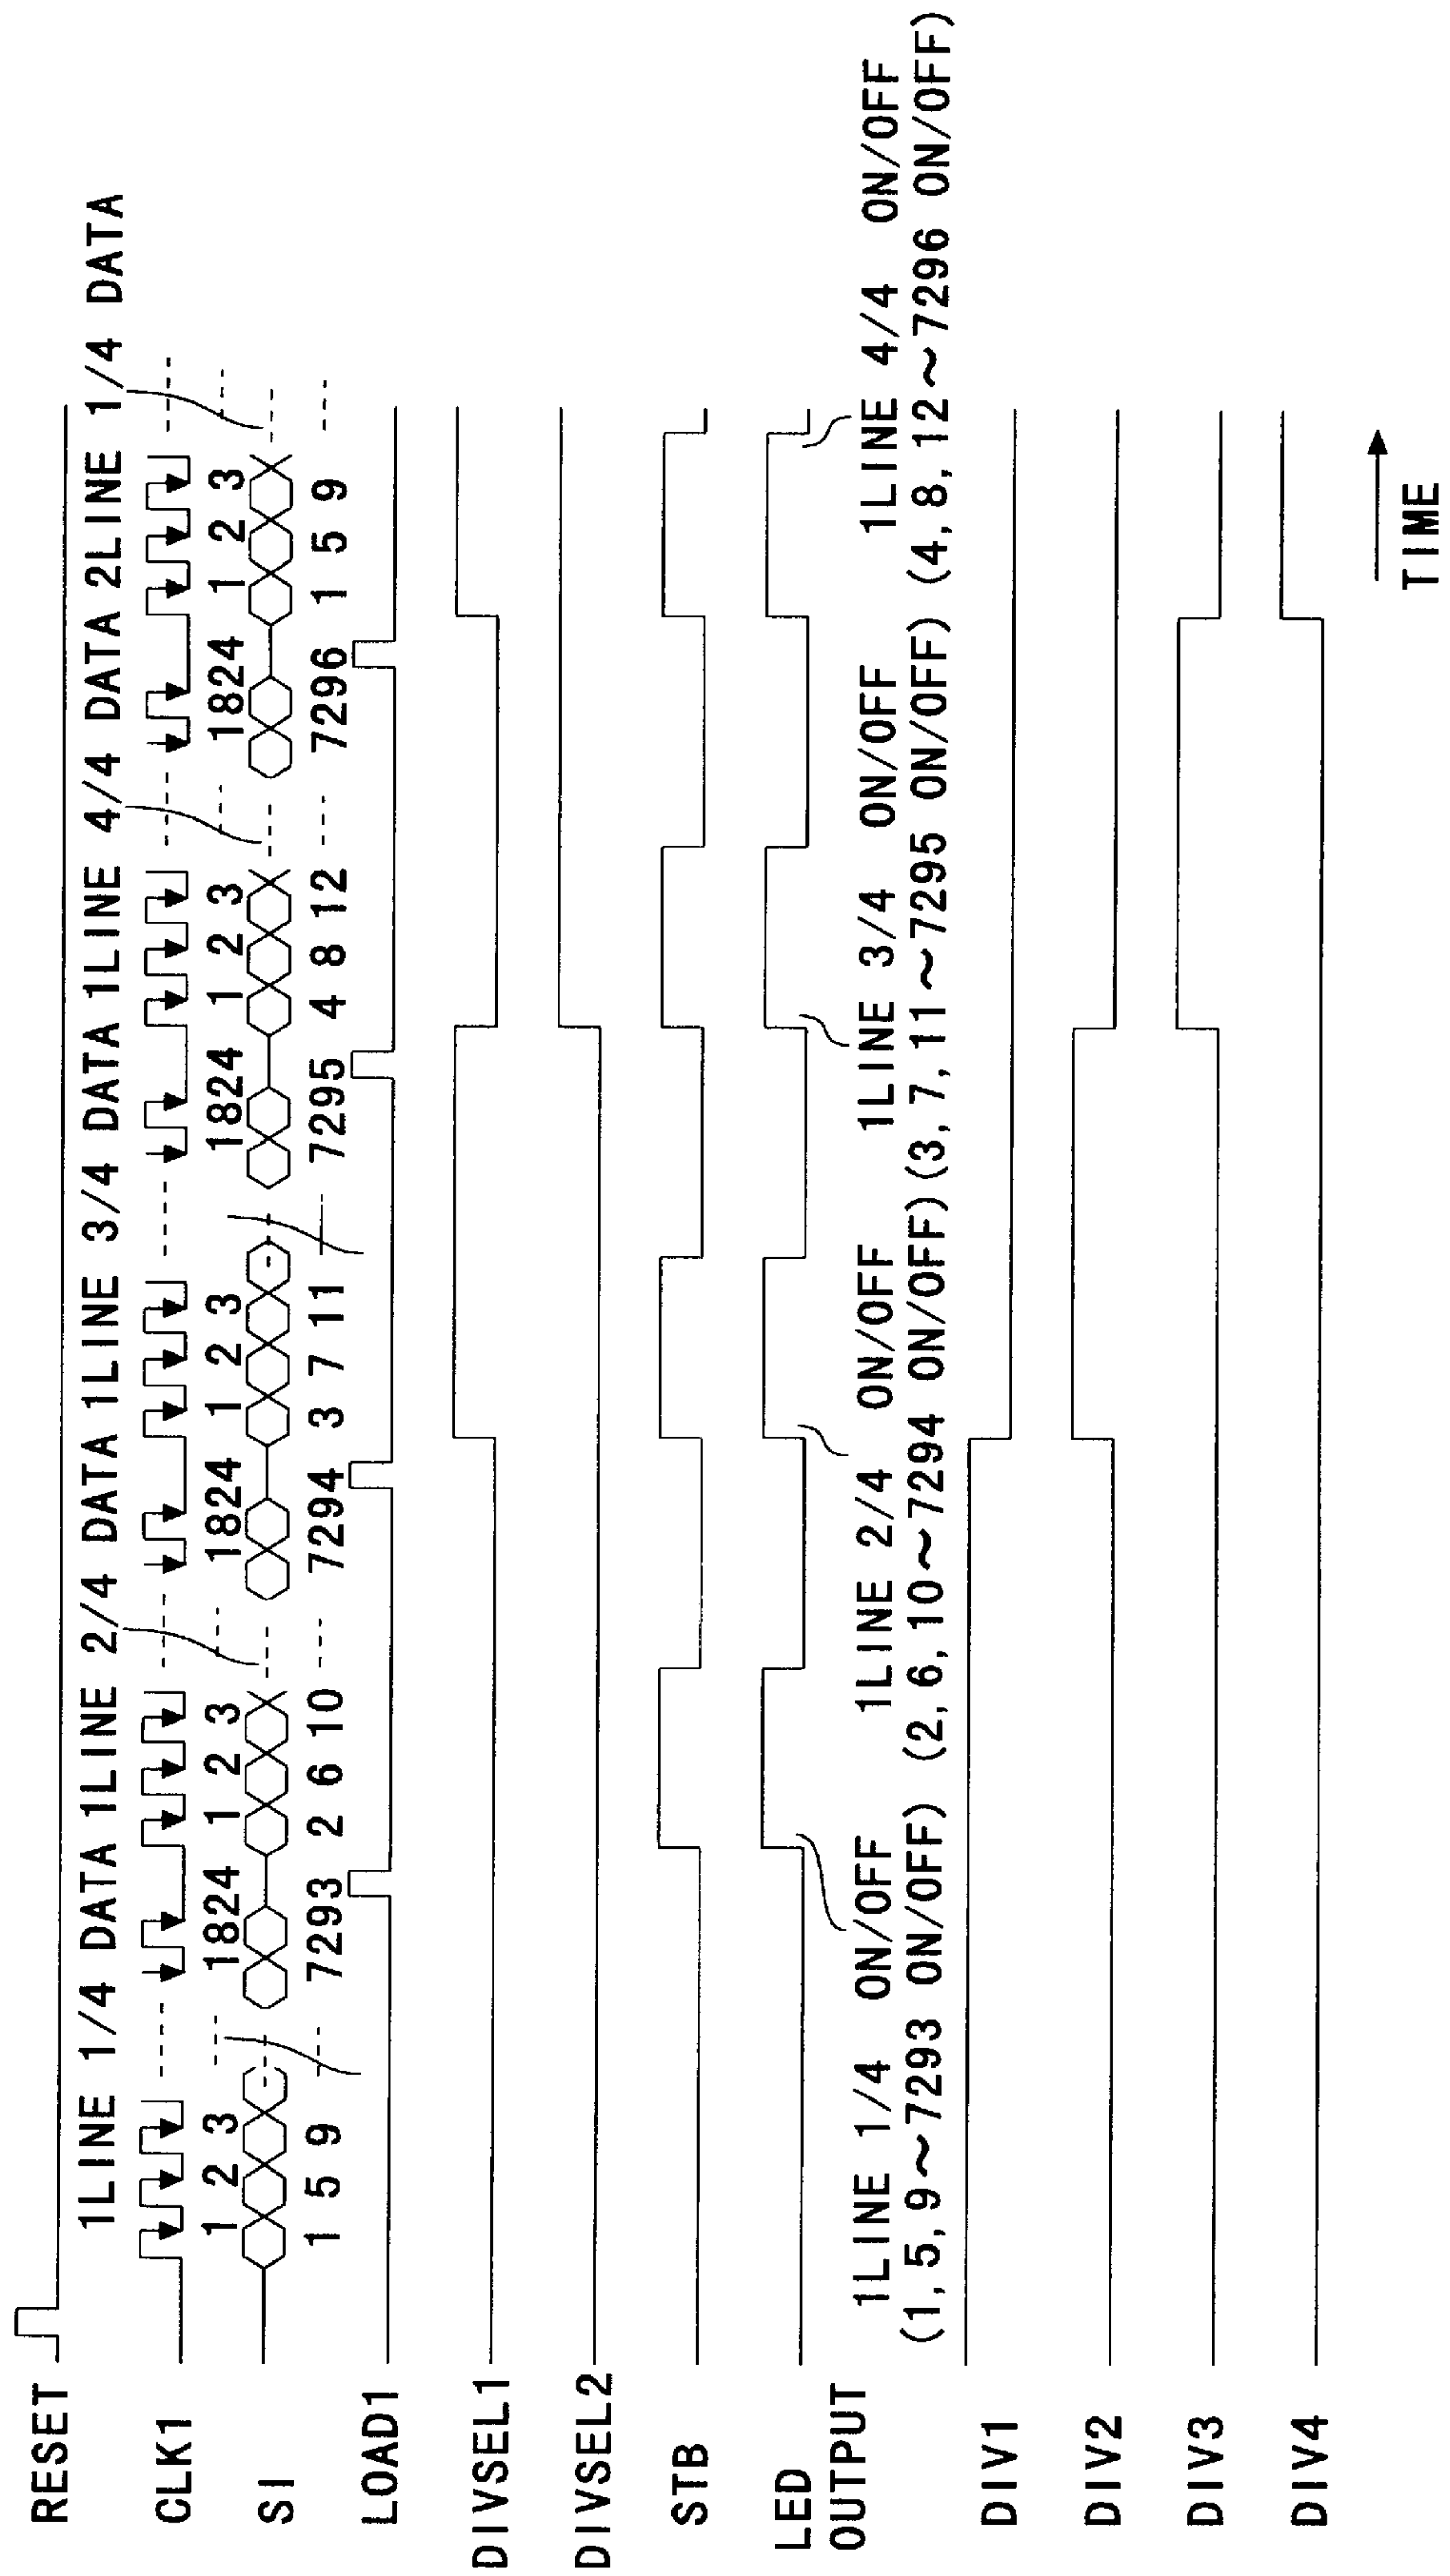 RESET
1LINE 1/4 DATA 1LINE 2/4 DATA 1LINE 3/4 DATA 1LINE 4/4 DATA 2LINE 1/4 DATA
CLK1
1 2 3 1824 1 2 3 1824 1 2 3 1824 1 2 3 1824 1 2 3
SI
1 5 9 7293 2 6 10 7294 3 7 11 7295 4 8 12 7296 1 5 9
LOAD1
DIVSEL1
DIVSEL2
STB
LED
OUTPUT
1LINE 1/4 ON/OFF 1LINE 2/4 ON/OFF 1LINE 3/4 ON/OFF 1LINE 4/4 ON/OFF
(1,5,9~7293 ON/OFF) (2,6,10~7294 ON/OFF) (3,7,11~7295 ON/OFF) (4,8,12~7296 ON/OFF)
DIV1
DIV2
DIV3
DIV4
TIME